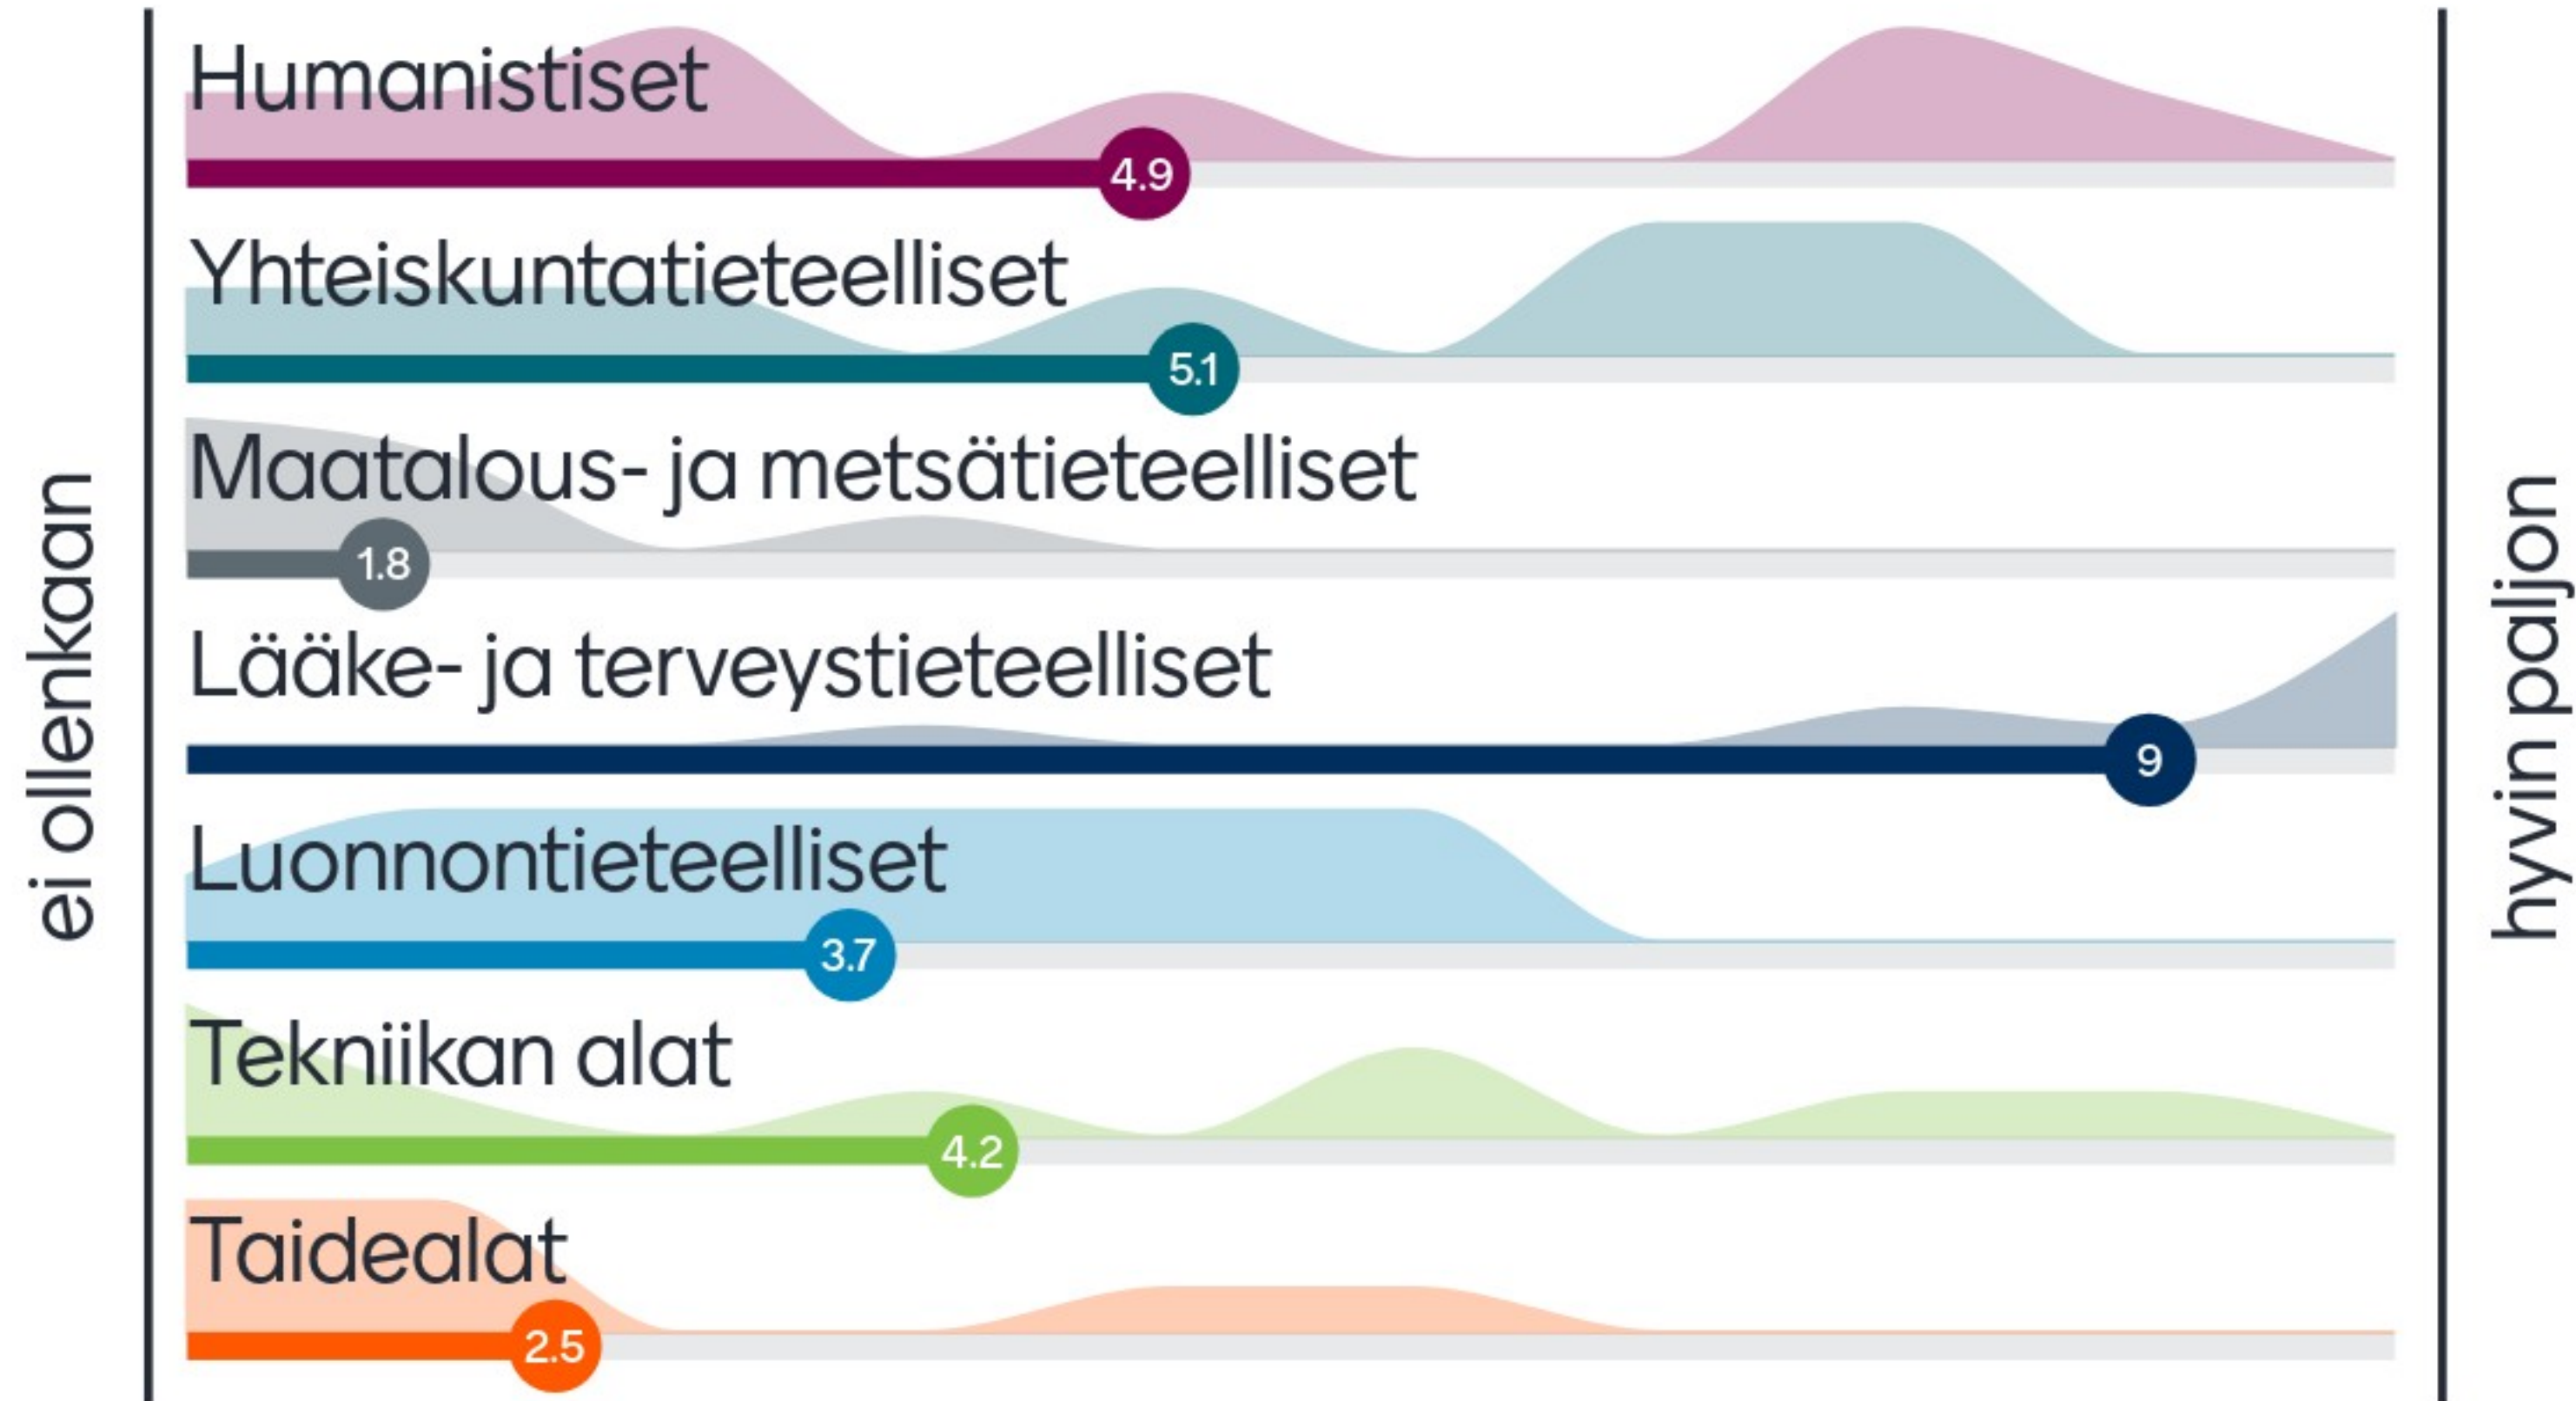 ei ollenkaan
Humanistiset
4.9
Yhteiskuntatieteelliset
5.1
Maatalous- ja metsätieteelliset
1.8
Lääke- ja terveystieteelliset
9
Luonnontieteelliset
3.7
Tekniikan alat
4.2
Taidealat
2.5
hyvin paljon